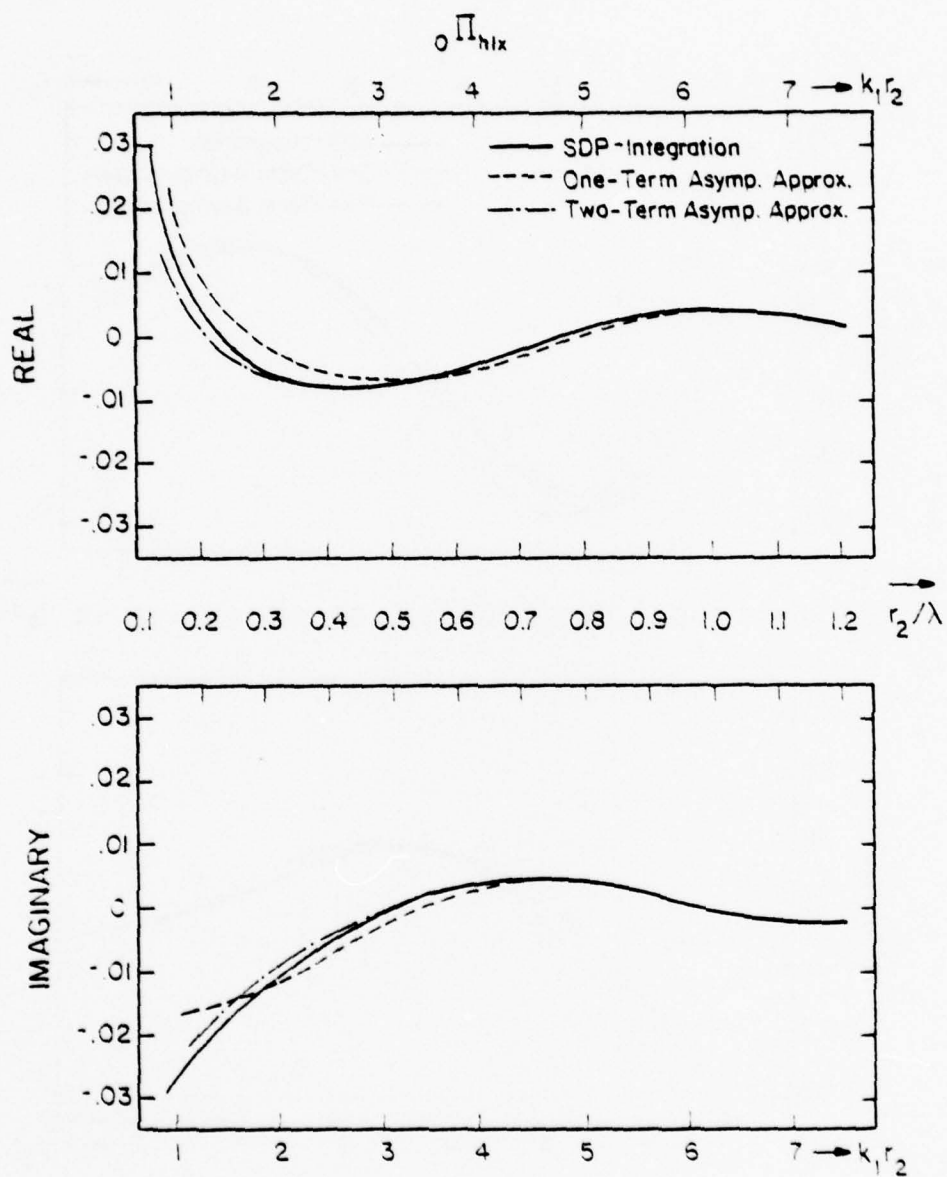 ₀Π_hlx
1 2 3 4 5 6 7 → k₁r₂
SDP-Integration
One-Term Asymp. Approx.
Two-Term Asymp. Approx.
REAL
.03
.02
.01
0
-.01
-.02
-.03
0.1 0.2 0.3 0.4 0.5 0.6 0.7 0.8 0.9 1.0 1.1 1.2 → r₂/λ
IMAGINARY
.03
.02
.01
0
-.01
-.02
-.03
1 2 3 4 5 6 7 → k₁r₂